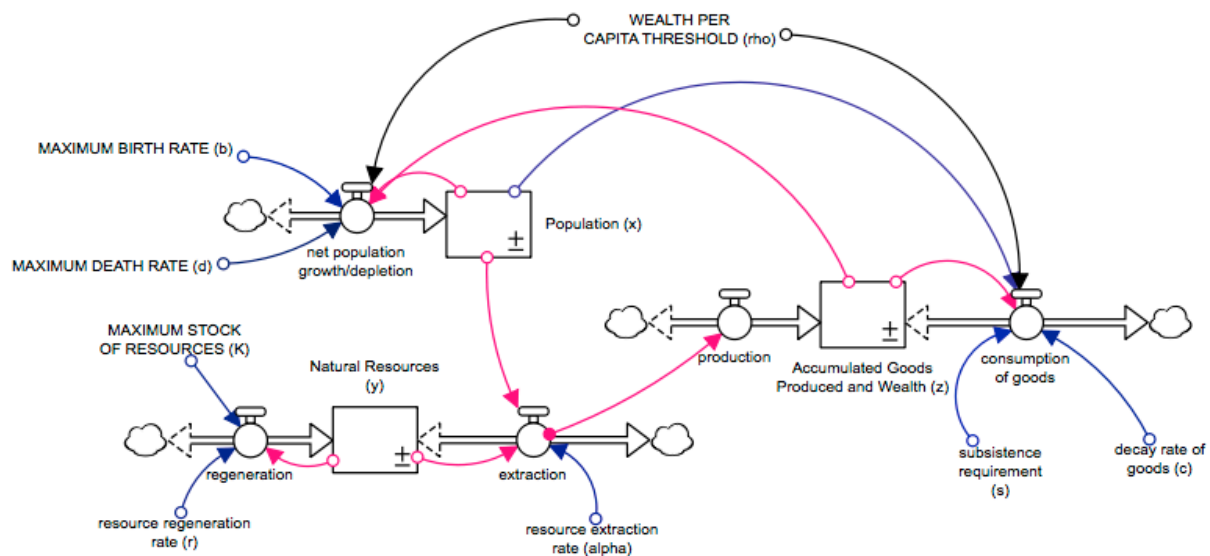 WEALTH PER
CAPITA THRESHOLD (rho)
MAXIMUM BIRTH RATE (b)
Population (x)
net population
growth/depletion
MAXIMUM DEATH RATE (d)
MAXIMUM STOCK
OF RESOURCES (K)
Natural Resources
(y)
production
Accumulated Goods
Produced and Wealth (z)
consumption
of goods
±
±
±
regeneration
extraction
subsistence
requirement
(s)
decay rate of
goods (c)
resource regeneration
rate (r)
resource extraction
rate (alpha)